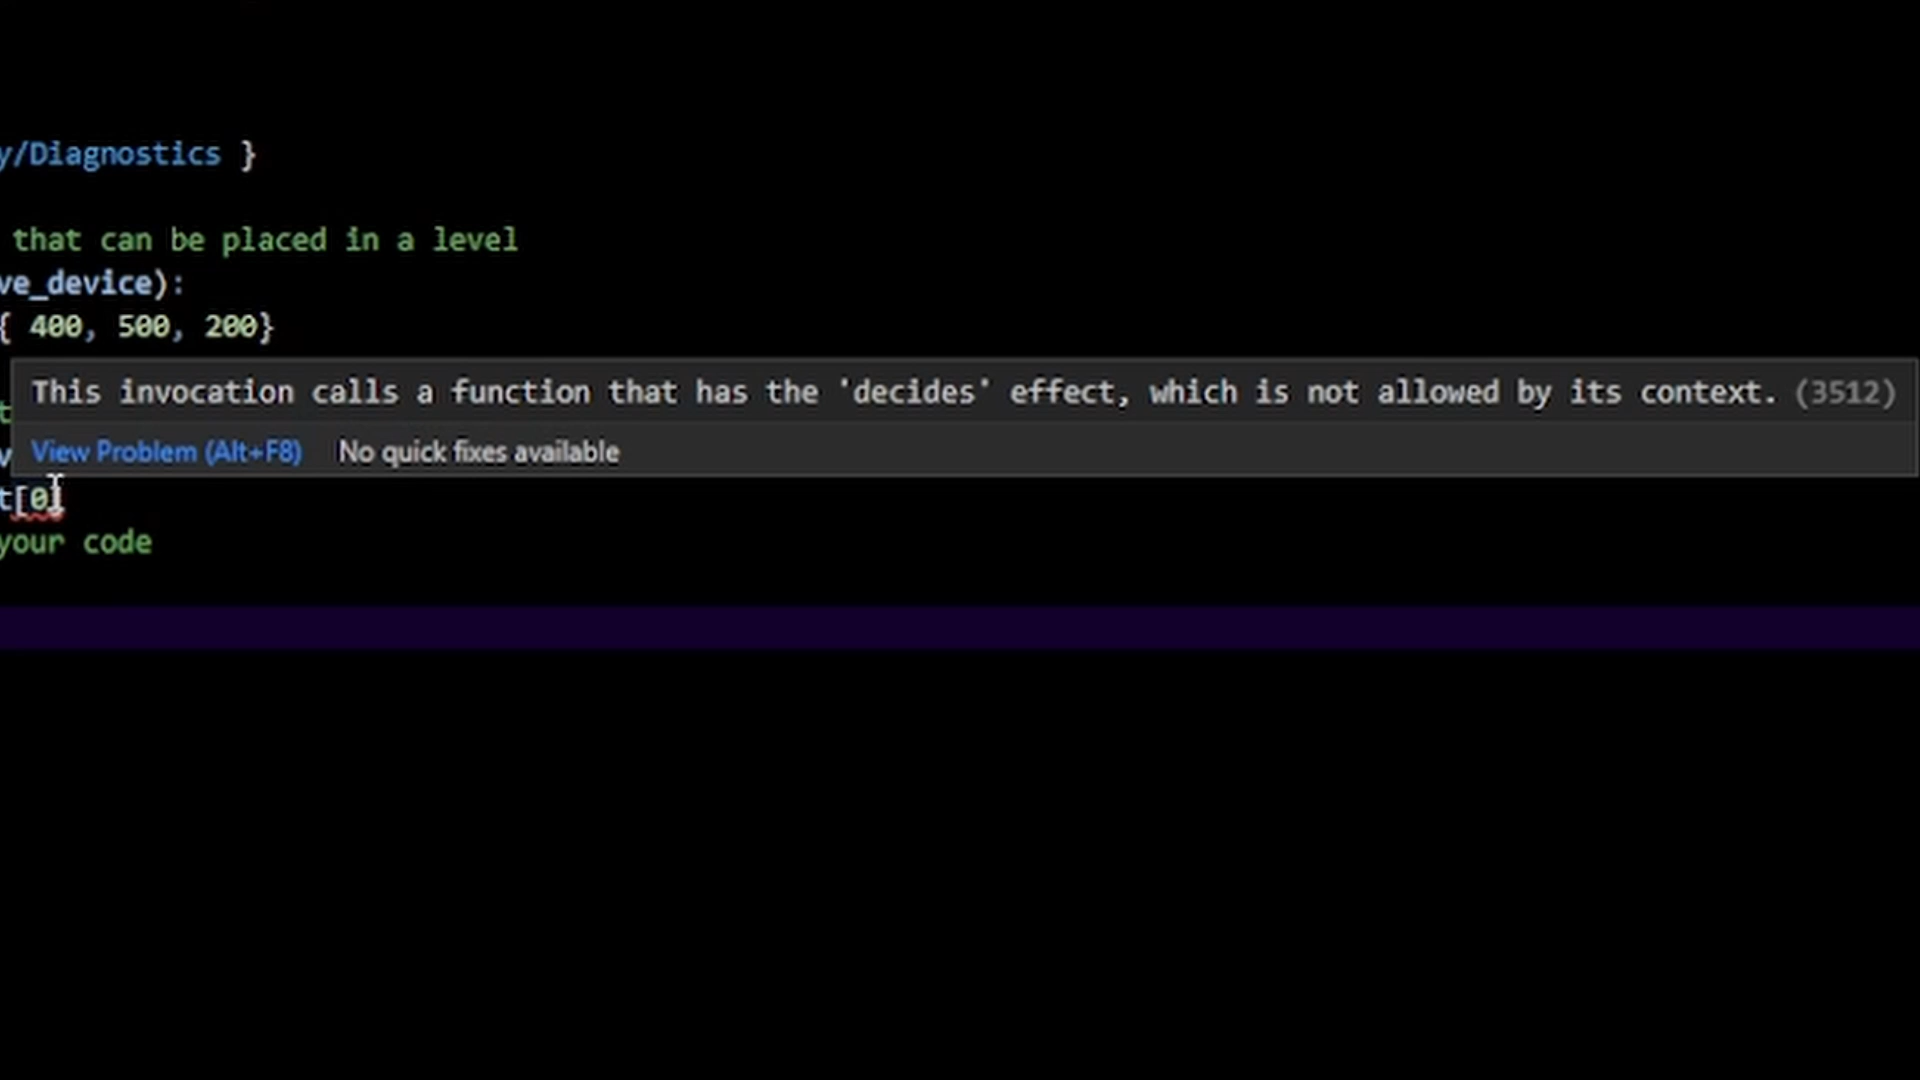 y/Diagnostics }
that can be placed in a level
ve_device):
{ 400, 500, 200}
This invocation calls a function that has the 'decides' effect, which is not allowed by its context. (3512)
t
View Problem (Alt+F8) No quick fixes available
v
t[0]
your code